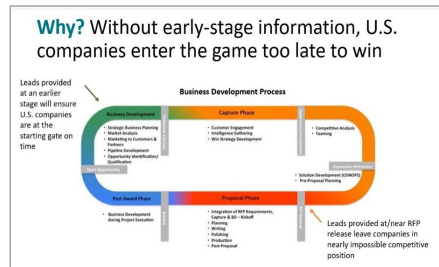 Why? Without early-stage information, U.S.
companies enter the game too late to win
Leads provided
at an earlier
stage will ensure
U.S. companies
are at the
starting gate on
time
Business Development Process
Business Development
• Strategic Business Planning
• Market Analysis
• Marketing to Customers &
Partners
• Pipeline Development
• Opportunity Identification/
Qualification
Capture Phase
• Customer Engagement
• Intelligence Gathering
• Win Strategy Development
• Competitive Analysis
• Teaming
• Solution Development (CONOPS)
• Pre-Proposal Planning
Post Award Phase
• Business Development
during Project Execution
Proposal Phase
• Integration of RFP Requirements,
Capture & BD – Kickoff
• Planning
• Writing
• Polishing
• Production
• Post-Proposal
Leads provided at/near RFP
release leave companies in
nearly impossible competitive
position